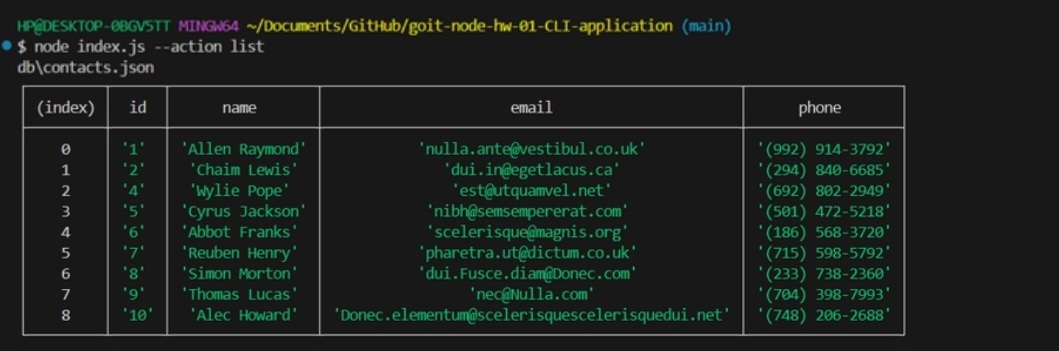 HP@DESKTOP-0BGV5TT MINGW64 ~/Documents/GitHub/goit-node-hw-01-CLI-application (main)
$ node index.js --action list
db\contacts.json
(index) id name email phone
0 '1' 'Allen Raymond' 'nulla.ante@vestibul.co.uk' '(992) 914-3792'
1 '2' 'Chaim Lewis' 'dui.in@egetlacus.ca' '(294) 840-6685'
2 '4' 'Wylie Pope' 'est@utquamvel.net' '(692) 802-2949'
3 '5' 'Cyrus Jackson' 'nibh@semsempererat.com' '(501) 472-5218'
4 '6' 'Abbot Franks' 'scelerisque@magnis.org' '(186) 568-3720'
5 '7' 'Reuben Henry' 'pharetra.ut@dictum.co.uk' '(715) 598-5792'
6 '8' 'Simon Morton' 'dui.Fusce.diam@Donec.com' '(233) 738-2360'
7 '9' 'Thomas Lucas' 'nec@Nulla.com' '(704) 398-7993'
8 '10' 'Alec Howard' 'Donec.elementum@scelerisquescelerisquedui.net' '(748) 206-2688'